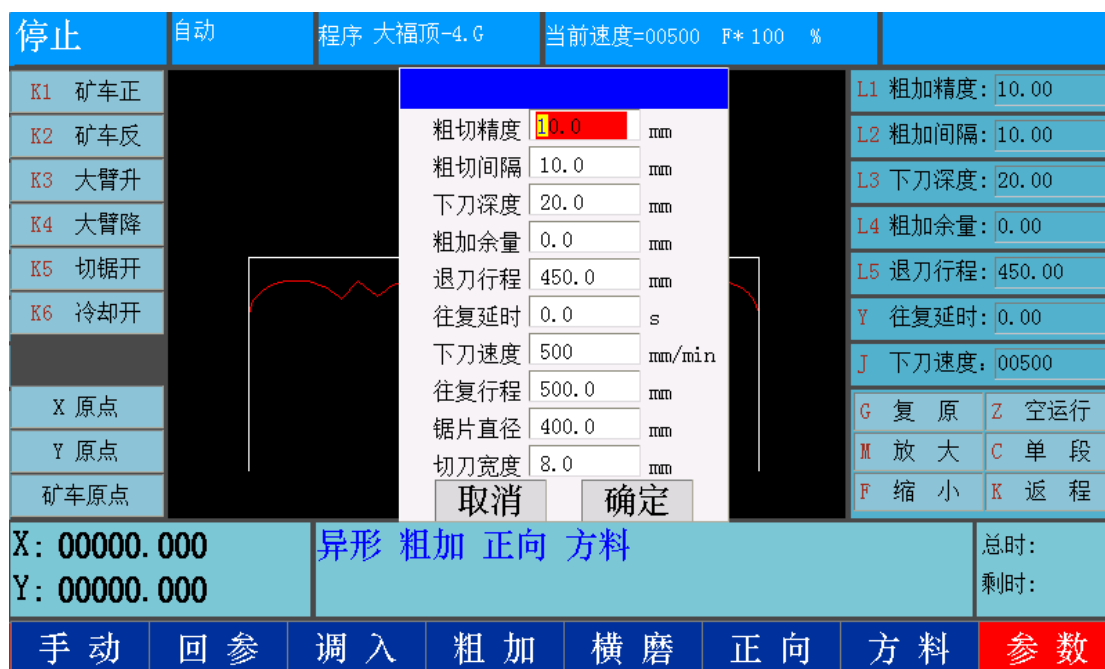 停止 自动 程序 大福顶-4.G 当前速度=00500 F* 100 %
K1 矿车正
K2 矿车反
K3 大臂升
K4 大臂降
K5 切锯开
K6 冷却开
X 原点
Y 原点
矿车原点
粗切精度 10.0 mm
粗切间隔 10.0 mm
下刀深度 20.0 mm
粗加余量 0.0 mm
退刀行程 450.0 mm
往复延时 0.0 s
下刀速度 500 mm/min
往复行程 500.0 mm
锯片直径 400.0 mm
切刀宽度 8.0 mm
取消 确定
L1 粗加精度: 10.00
L2 粗加间隔: 10.00
L3 下刀深度: 20.00
L4 粗加余量: 0.00
L5 退刀行程: 450.00
Y 往复延时: 0.00
J 下刀速度: 00500
G 复 原 Z 空运行
M 放 大 C 单 段
F 缩 小 K 返 程
X: 00000.000
Y: 00000.000
异形 粗加 正向 方料
总时:
剩时:
手 动 回 参 调 入 粗 加 横 磨 正 向 方 料 参 数